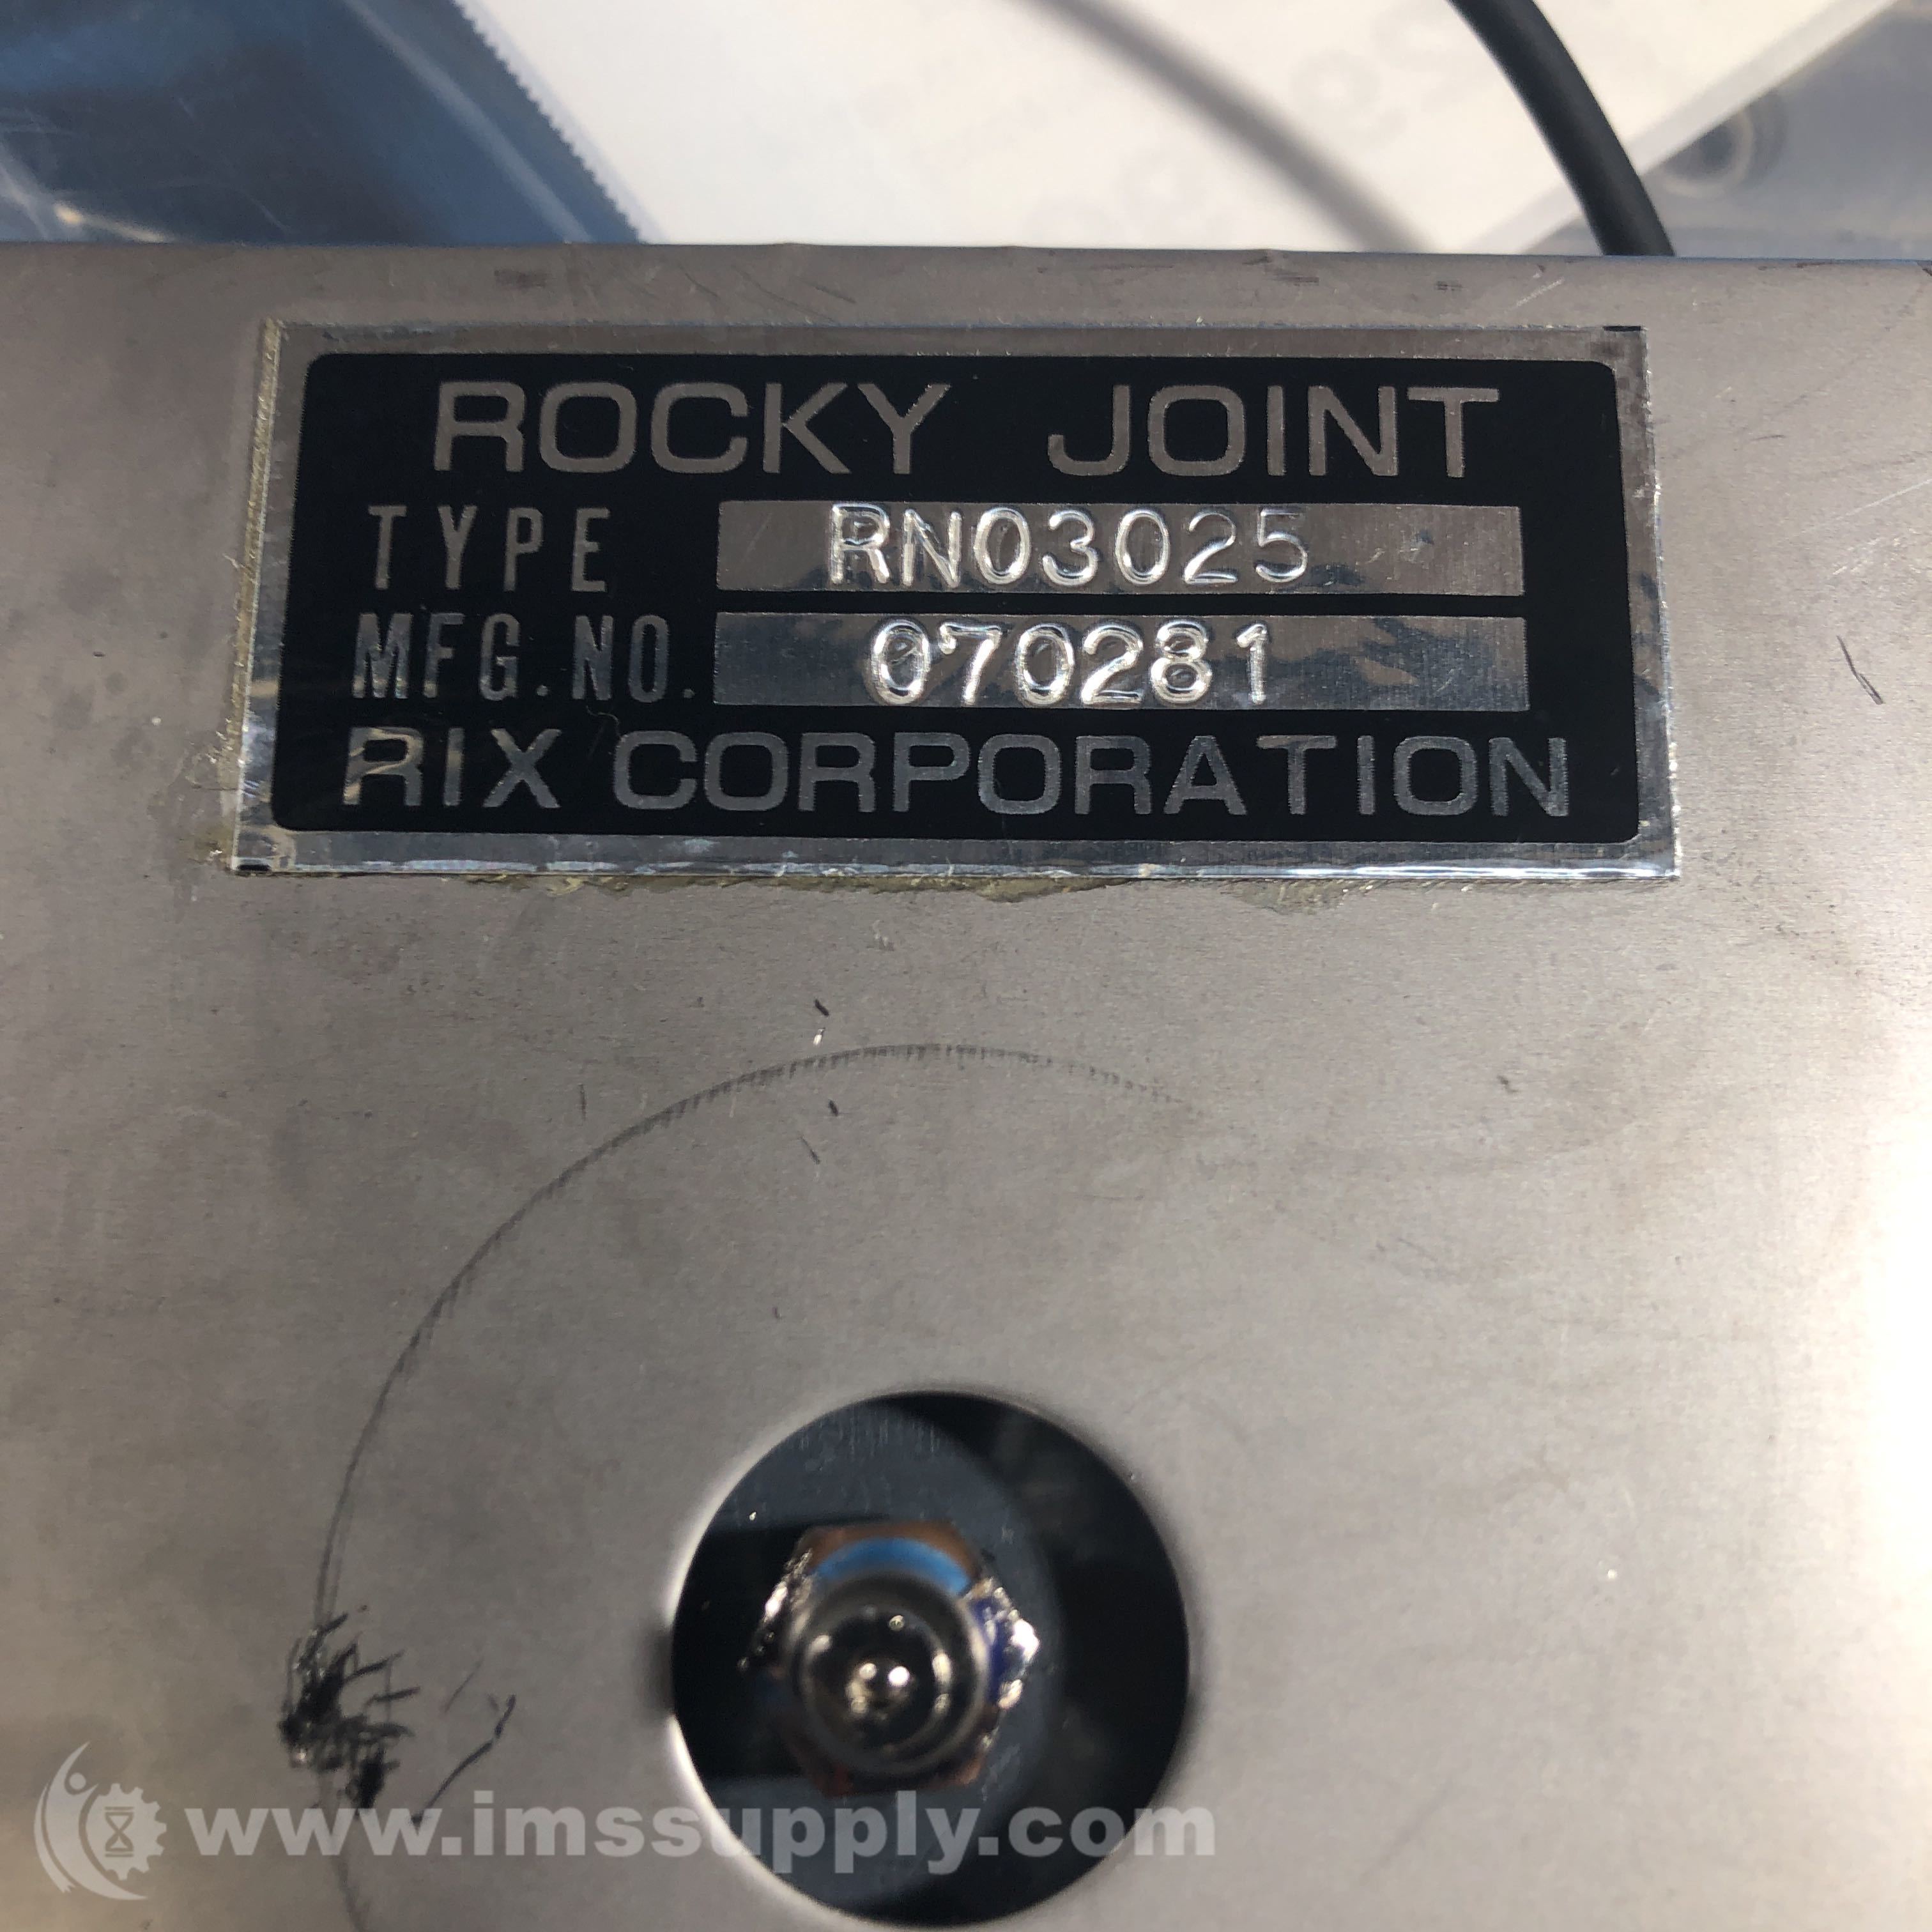 ROCKY JOINT
TYPE RN03025
MFG.NO. 070281
RIX CORPORATION
www.imssupply.com